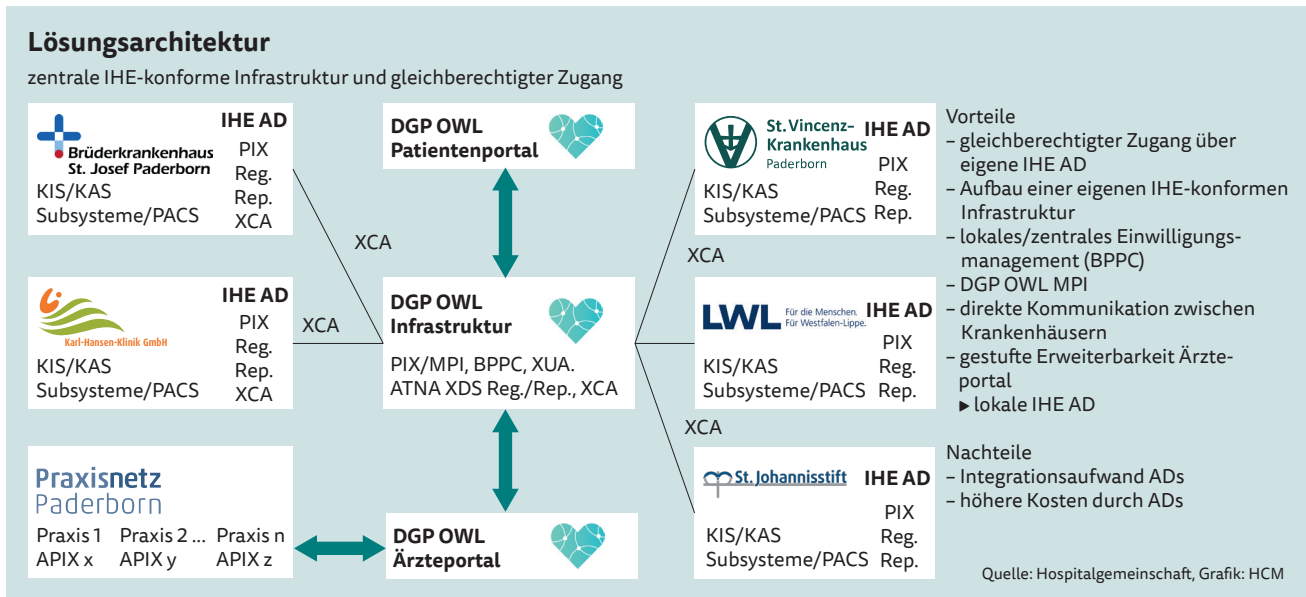 Lösungsarchitektur
zentrale IHE-konforme Infrastruktur und gleichberechtigter Zugang
Brüderkrankenhaus
St. Josef Paderborn
KIS/KAS
Subsysteme/PACS
IHE AD
PIX
Reg.
Rep.
XCA
Karl-Hansen-Klinik GmbH
KIS/KAS
Subsysteme/PACS
IHE AD
PIX
Reg.
Rep.
XCA
Praxisnetz
Paderborn
Praxis 1 Praxis 2 ... Praxis n
APIX x APIX y APIX z
XCA
XCA
DGP OWL
Patientenportal
DGP OWL
Infrastruktur
PIX/MPI, BPPC, XUA.
ATNA XDS Reg./Rep., XCA
DGP OWL
Ärzteportal
XCA
XCA
St. Vincenz-
Krankenhaus
Paderborn
KIS/KAS
Subsysteme/PACS
IHE AD
PIX
Reg.
Rep.
LWL
Für die Menschen.
Für Westfalen-Lippe.
KIS/KAS
Subsysteme/PACS
IHE AD
PIX
Reg.
Rep.
St. Johannisstift
KIS/KAS
Subsysteme/PACS
IHE AD
PIX
Reg.
Rep.
Vorteile
– gleichberechtigter Zugang über
eigene IHE AD
– Aufbau einer eigenen IHE-konformen
Infrastruktur
– lokales/zentrales Einwilligungs-
management (BPPC)
– DGP OWL MPI
– direkte Kommunikation zwischen
Krankenhäusern
– gestufte Erweiterbarkeit Ärzte-
portal
▸ lokale IHE AD
Nachteile
– Integrationsaufwand ADs
– höhere Kosten durch ADs
Quelle: Hospitalgemeinschaft, Grafik: HCM